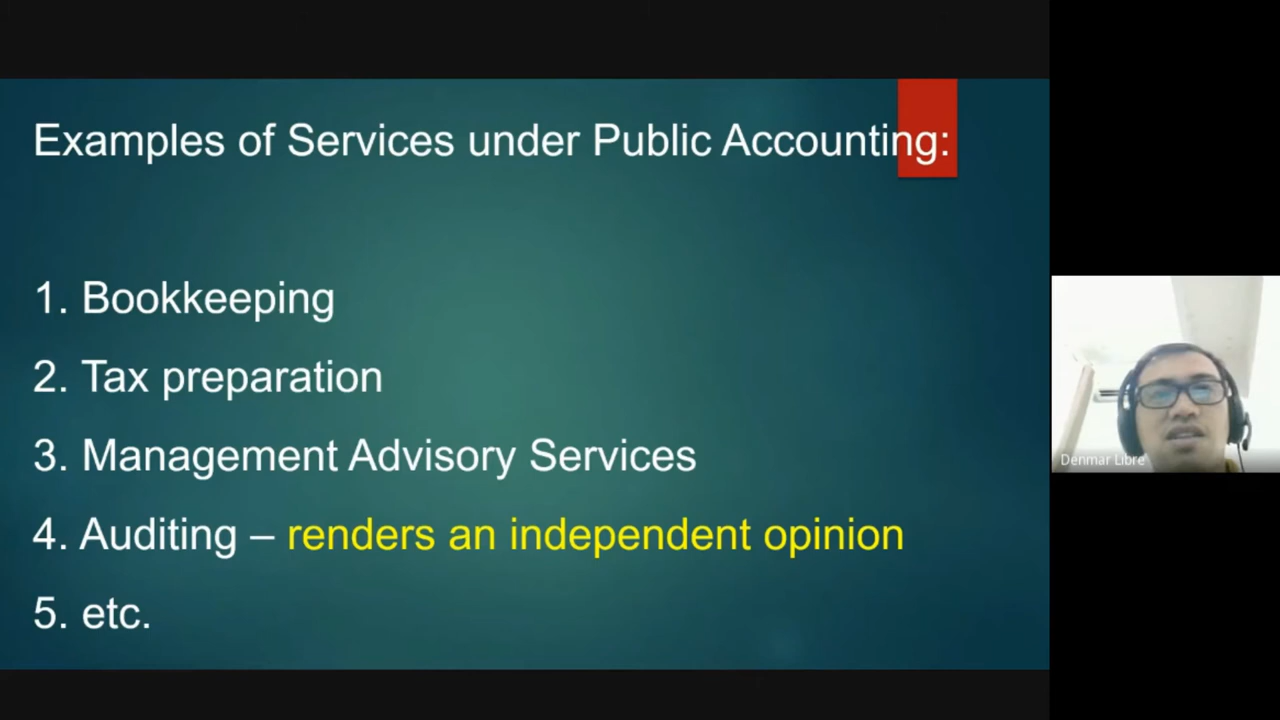 Examples of Services under Public Accounting:
1. Bookkeeping
2. Tax preparation
3. Management Advisory Services
4. Auditing – renders an independent opinion
5. etc.
Denmar Libre